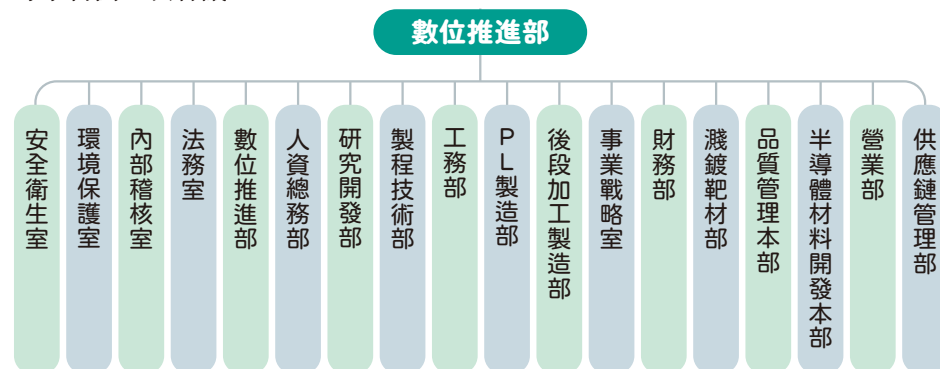 數位推進部
安全衛生室
環境保護室
內部稽核室
法務室
數位推進部
人資總務部
研究開發部
製程技術部
工務部
PL製造部
後段加工製造部
事業戰略室
財務部
濺鍍靶材部
品質管理本部
半導體材料開發本部
營業部
供應鏈管理部